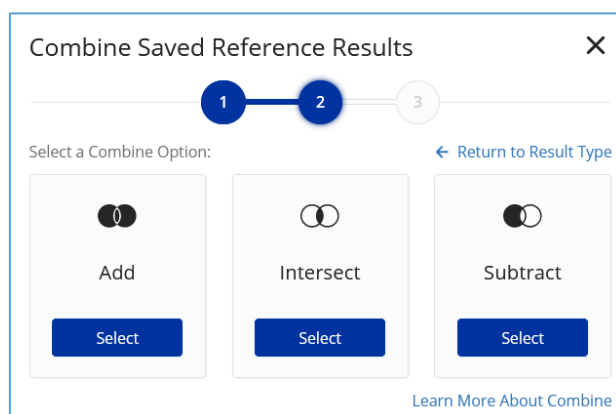 Combine Saved Reference Results
1 2 3
Select a Combine Option:
← Return to Result Type
Add Intersect Subtract
Select Select Select
Learn More About Combine